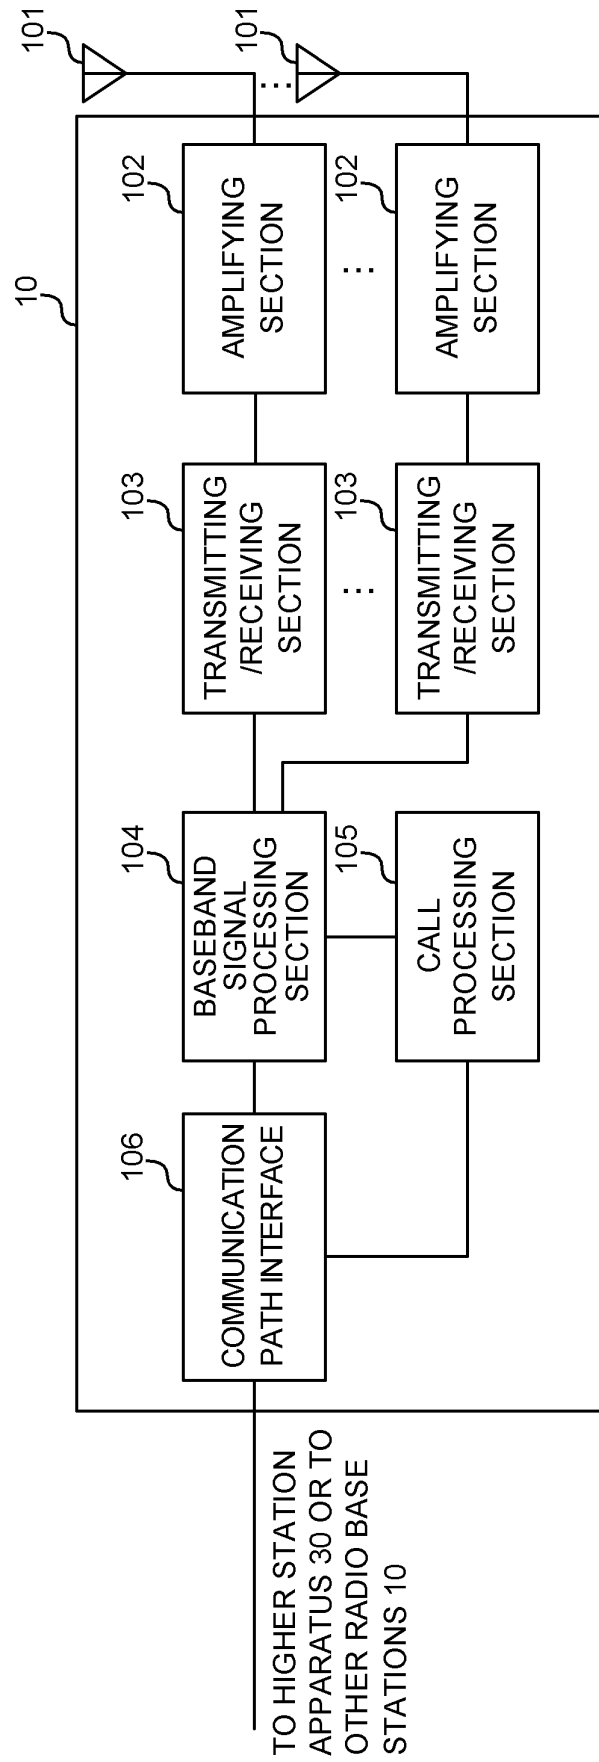 10
101
101
102
AMPLIFYING
SECTION
...
102
AMPLIFYING
SECTION
...
103
TRANSMITTING
/RECEIVING
SECTION
...
103
TRANSMITTING
/RECEIVING
SECTION
104
BASEBAND
SIGNAL
PROCESSING
SECTION
105
CALL
PROCESSING
SECTION
106
COMMUNICATION
PATH INTERFACE
TO HIGHER STATION
APPARATUS 30 OR TO
OTHER RADIO BASE
STATIONS 10